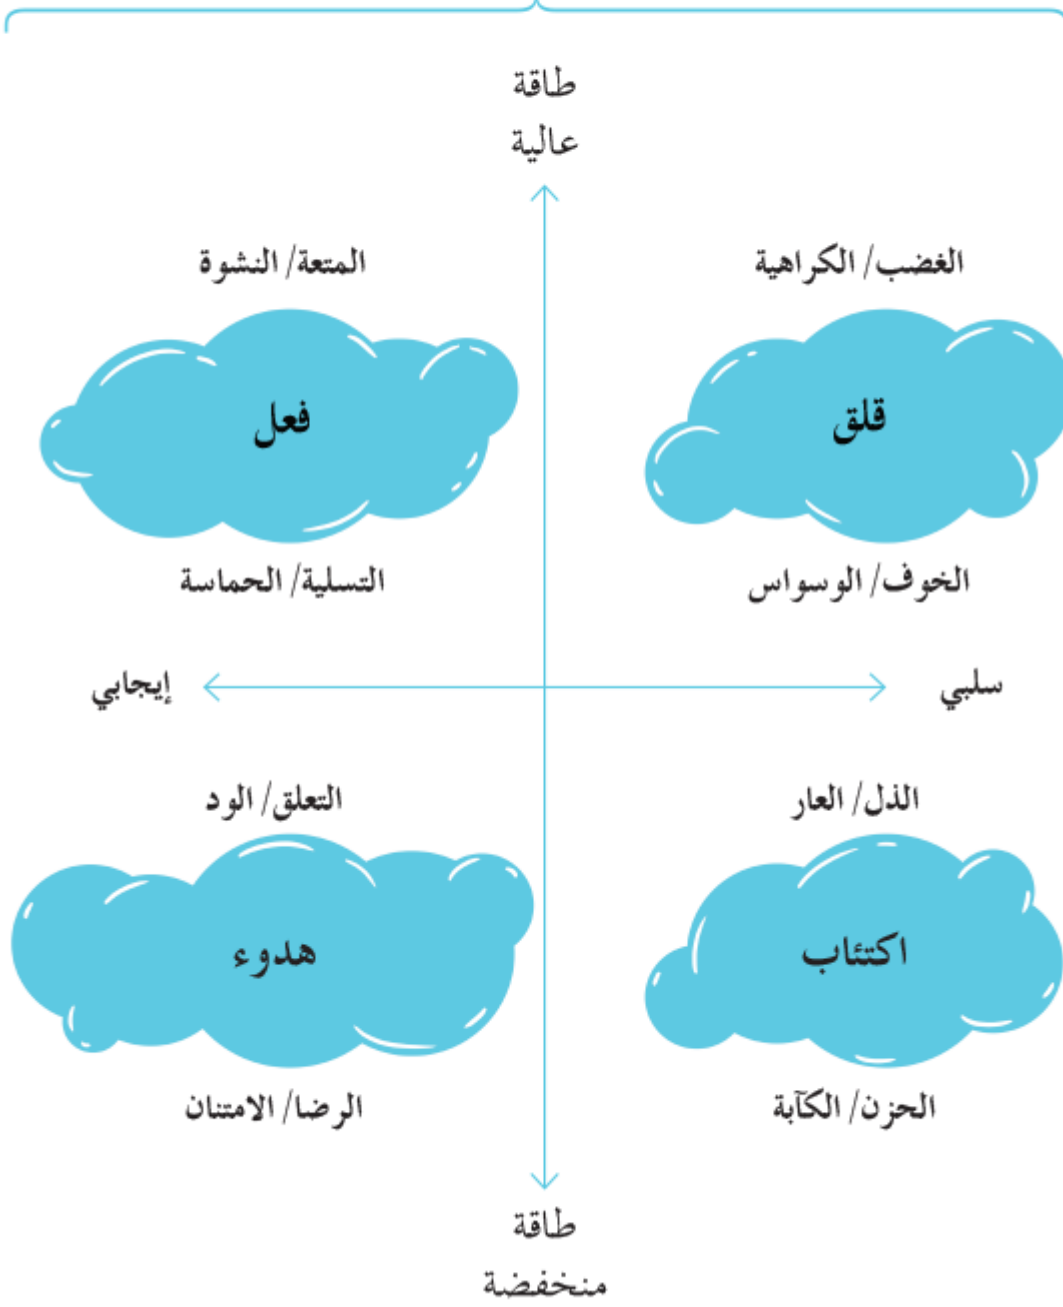 طاقة
عالية
الغضب/ الكراهية
المتعة/ النشوة
قلق
فعل
الخوف/ الوسواس
التسلية/ الحماسة
سلبي
إيجابي
الذل/ العار
التعلق/ الود
اكتئاب
هدوء
الحزن/ الكآبة
الرضا/ الامتنان
طاقة
منخفضة